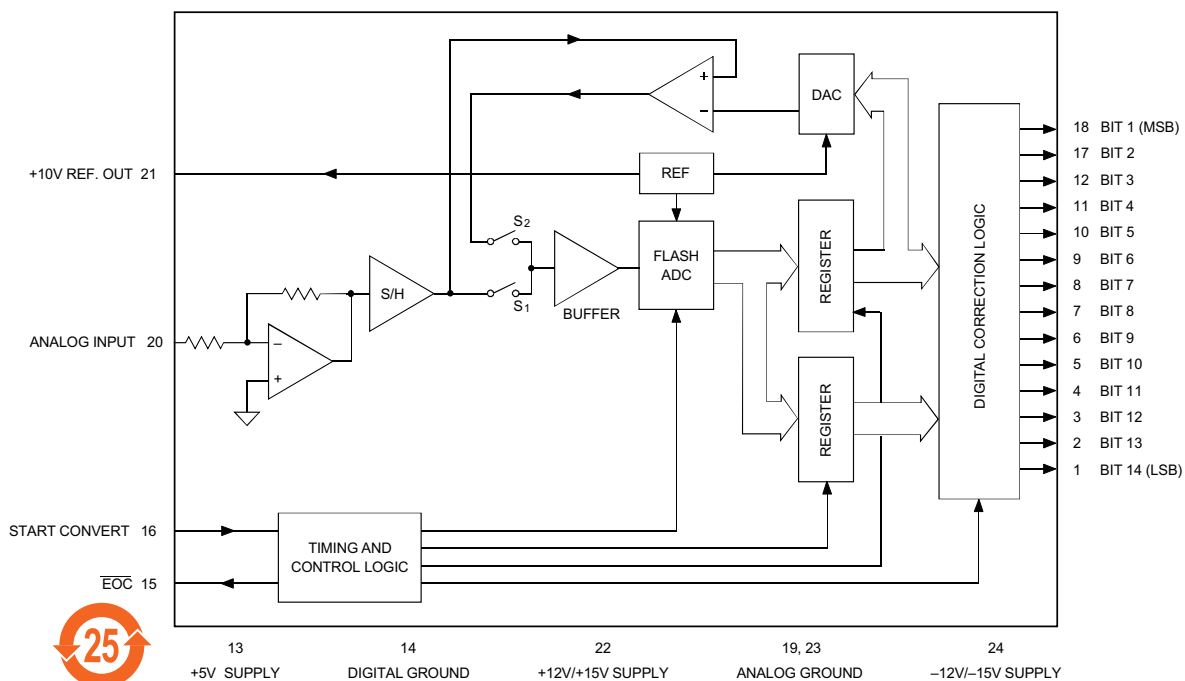 +
−
DAC
18 BIT 1 (MSB)
17 BIT 2
12 BIT 3
11 BIT 4
10 BIT 5
9 BIT 6
8 BIT 7
7 BIT 8
6 BIT 9
5 BIT 10
4 BIT 11
3 BIT 12
2 BIT 13
1 BIT 14 (LSB)
+10V REF. OUT 21
REF
S2
S1
BUFFER
FLASH
ADC
REGISTER
REGISTER
DIGITAL CORRECTION LOGIC
S/H
ANALOG INPUT 20
−
+
START CONVERT 16
TIMING AND
CONTROL LOGIC
EOC 15
25
13
+5V SUPPLY
14
DIGITAL GROUND
22
+12V/+15V SUPPLY
19, 23
ANALOG GROUND
24
–12V/–15V SUPPLY